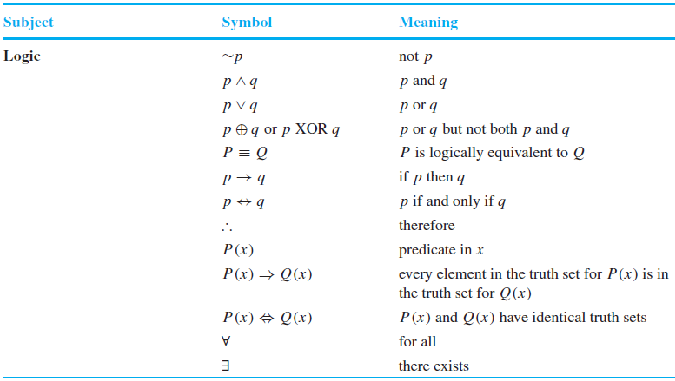 Subject Symbol Meaning
Logic ∼p not p
p ∧ q p and q
p ∨ q p or q
p ⊕ q or p XOR q p or q but not both p and q
P ≡ Q P is logically equivalent to Q
p → q if p then q
p ↔ q p if and only if q
∴ therefore
P(x) predicate in x
P(x) ⇒ Q(x) every element in the truth set for P(x) is in
the truth set for Q(x)
P(x) ⇔ Q(x) P(x) and Q(x) have identical truth sets
∀ for all
∃ there exists